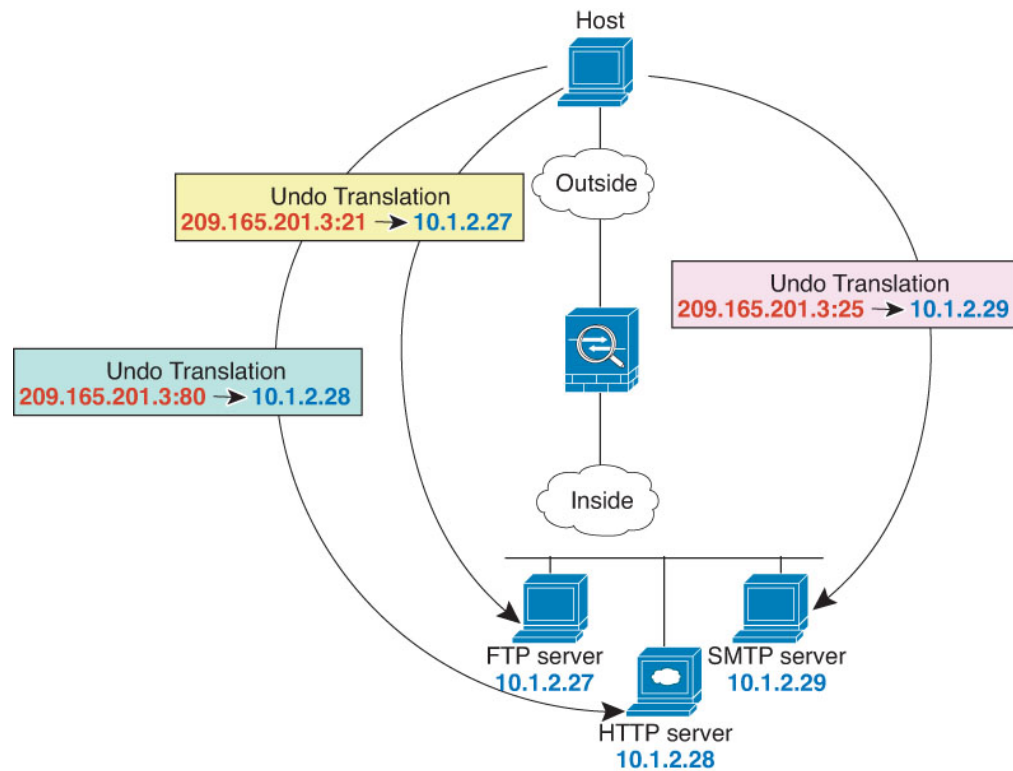 Host
Outside
Undo Translation
209.165.201.3:21 → 10.1.2.27
Undo Translation
209.165.201.3:25 → 10.1.2.29
Undo Translation
209.165.201.3:80 → 10.1.2.28
Inside
FTP server
10.1.2.27
SMTP server
10.1.2.29
HTTP server
10.1.2.28